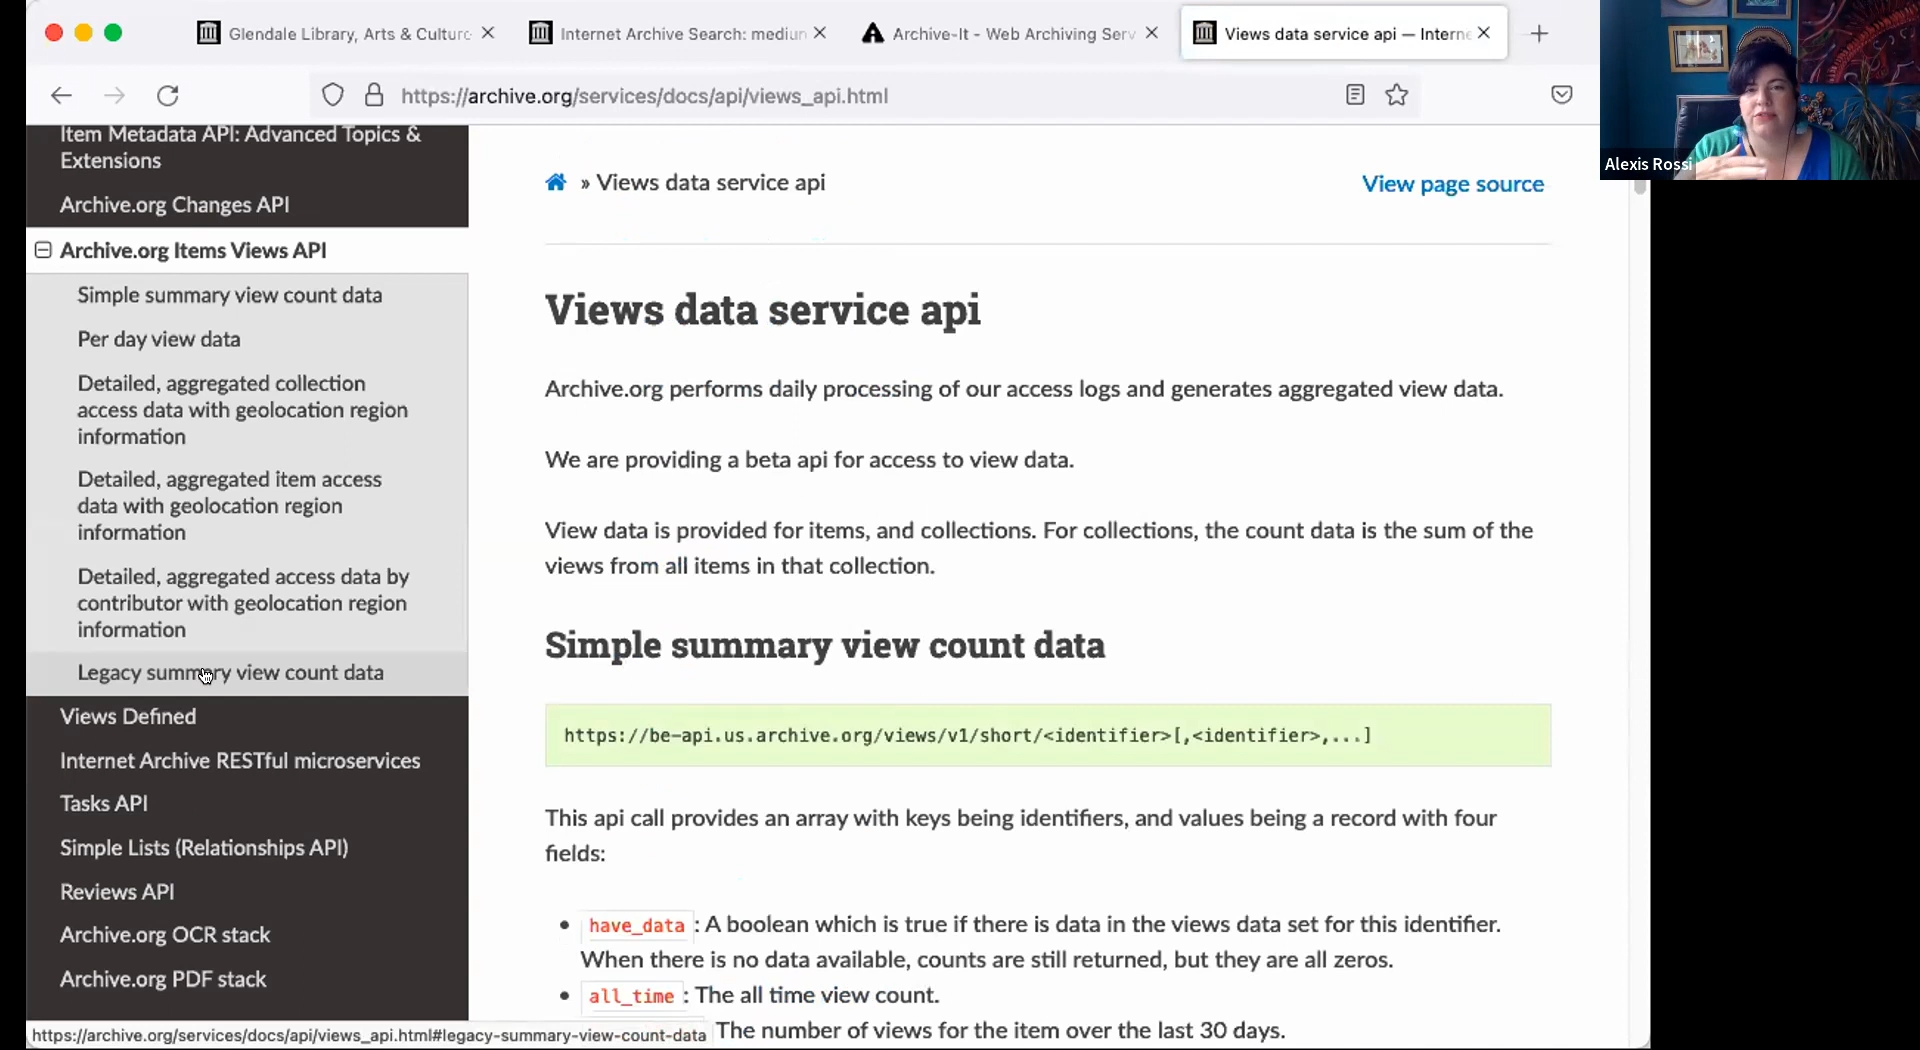 Glendale Library, Arts & Culture
Internet Archive Search: medium
Archive-It - Web Archiving Serv
Views data service api — Interne
https://archive.org/services/docs/api/views_api.html
Alexis Rossi
Item Metadata API: Advanced Topics &
Extensions
Archive.org Changes API
Archive.org Items Views API
Simple summary view count data
Per day view data
Detailed, aggregated collection
access data with geolocation region
information
Detailed, aggregated item access
data with geolocation region
information
Detailed, aggregated access data by
contributor with geolocation region
information
Legacy summary view count data
Views Defined
Internet Archive RESTful microservices
Tasks API
Simple Lists (Relationships API)
Reviews API
Archive.org OCR stack
Archive.org PDF stack
https://archive.org/services/docs/api/views_api.html#legacy-summary-view-count-data
» Views data service api
View page source
Views data service api
Archive.org performs daily processing of our access logs and generates aggregated view data.
We are providing a beta api for access to view data.
View data is provided for items, and collections. For collections, the count data is the sum of the
views from all items in that collection.
Simple summary view count data
https://be-api.us.archive.org/views/v1/short/<identifier>[,<identifier>,...]
This api call provides an array with keys being identifiers, and values being a record with four
fields:
• have_data : A boolean which is true if there is data in the views data set for this identifier.
When there is no data available, counts are still returned, but they are all zeros.
• all_time : The all time view count.
The number of views for the item over the last 30 days.